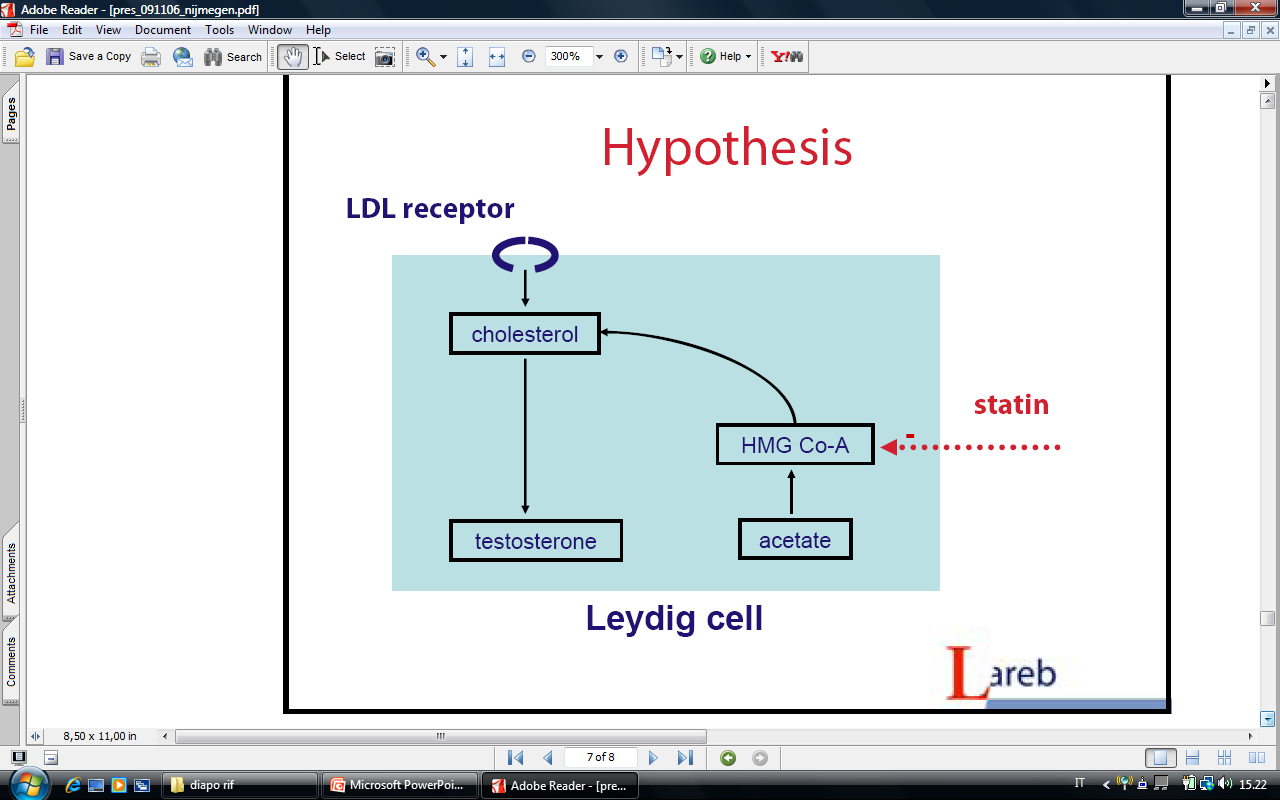 Adobe Reader - [pres_091106_nijmegen.pdf]
File Edit View Document Tools Window Help
Save a Copy Search Select 300% Help Y!
Pages
Hypothesis
LDL receptor
cholesterol
statin
-
HMG Co-A
testosterone
acetate
Leydig cell
Lareb
Attachments
Comments
8,50 x 11,00 in
7 of 8
diapo rif
Microsoft PowerPoi...
Adobe Reader - [pre...
IT
15.22